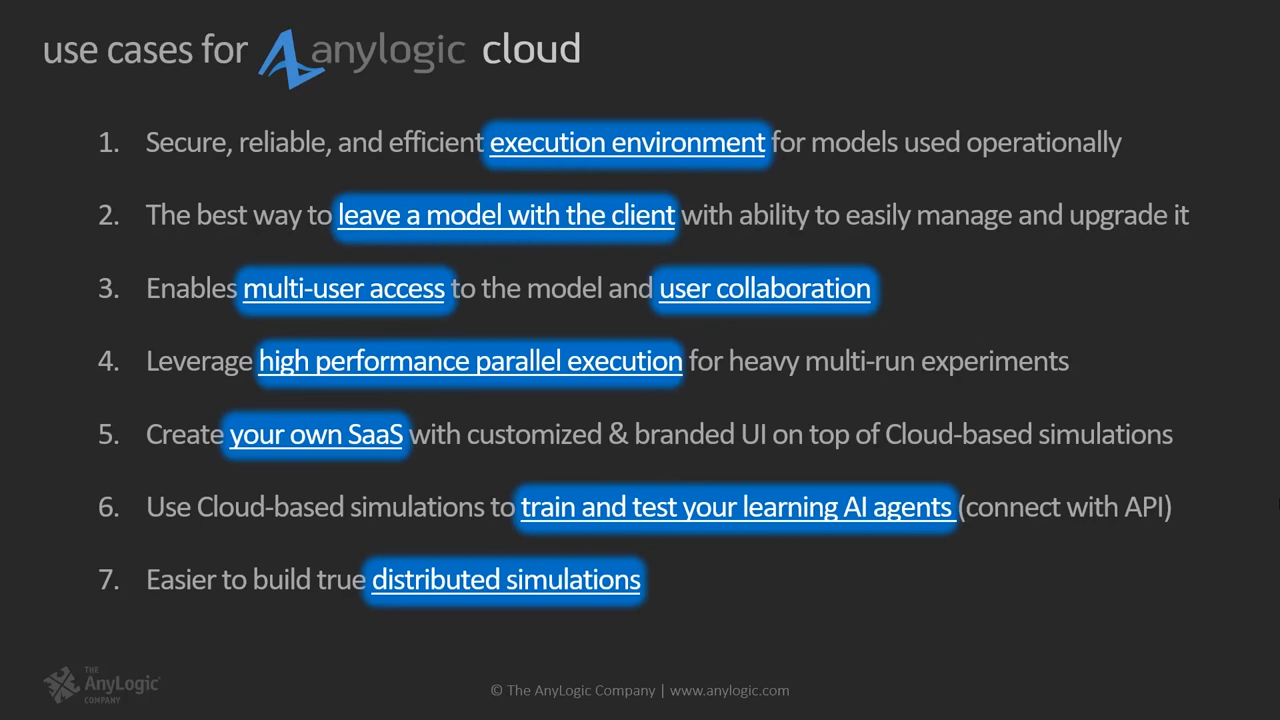 use cases for anylogic cloud
1. Secure, reliable, and efficient execution environment for models used operationally
2. The best way to leave a model with the client with ability to easily manage and upgrade it
3. Enables multi-user access to the model and user collaboration
4. Leverage high performance parallel execution for heavy multi-run experiments
5. Create your own SaaS with customized & branded UI on top of Cloud-based simulations
6. Use Cloud-based simulations to train and test your learning AI agents (connect with API)
7. Easier to build true distributed simulations
THE
AnyLogic
COMPANY
© The AnyLogic Company | www.anylogic.com